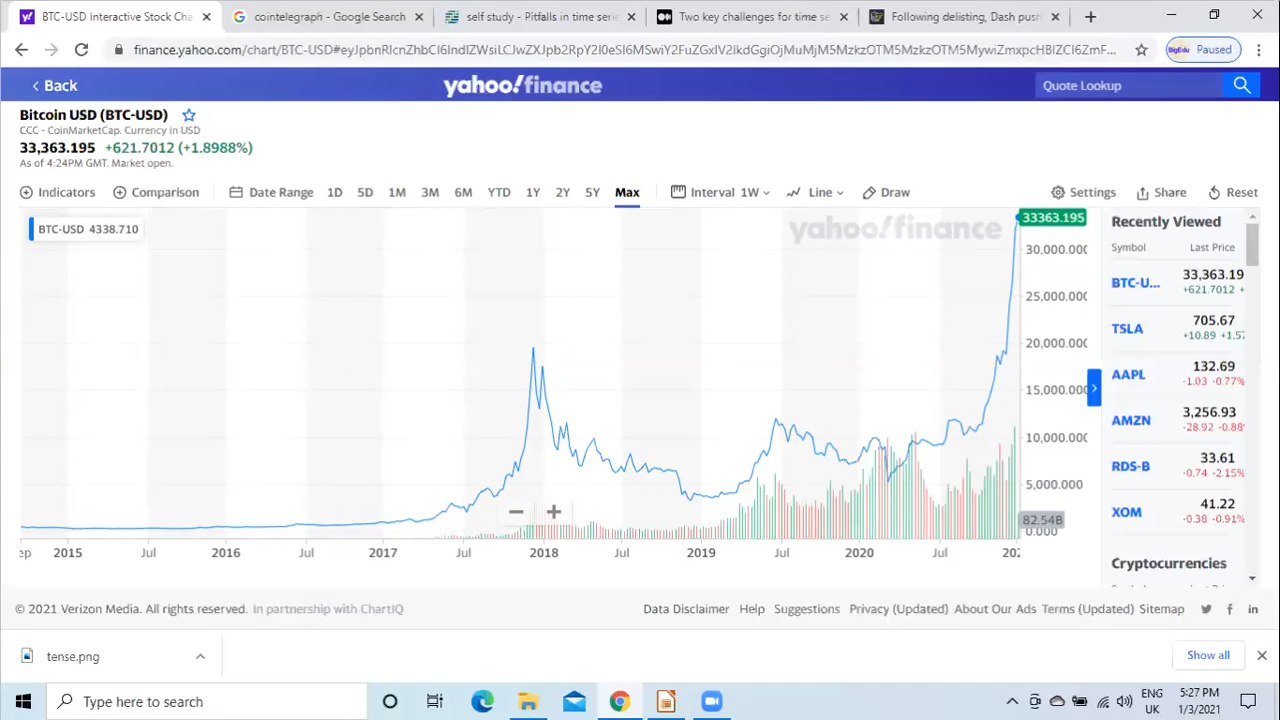 BTC-USD Interactive Stock Cha
cointelegraph - Google Search
self study - Pitfalls in time se
Two key challenges for time se
Following delisting, Dash push
finance.yahoo.com/chart/BTC-USD#
Paused
Back
yahoo!finance
Quote Lookup
Bitcoin USD (BTC-USD)
CCC - CoinMarketCap. Currency in USD
33,363.195 +621.7012 (+1.8988%)
As of 4:24PM GMT. Market open.
Indicators Comparison Date Range 1D 5D 1M 3M 6M YTD 1Y 2Y 5Y Max Interval 1W Line Draw Settings Share Reset
BTC-USD 4338.710
yahoo!finance
33363.195
30,000.000
25,000.000
20,000.000
15,000.000
10,000.000
5,000.000
82.54B
0.000
ep 2015 Jul 2016 Jul 2017 Jul 2018 Jul 2019 Jul 2020 Jul 202
Recently Viewed
Symbol Last Price
BTC-U... 33,363.19
+621.7012 +
TSLA 705.67
+10.89 +1.52
AAPL 132.69
-1.03 -0.77%
AMZN 3,256.93
-28.92 -0.88
RDS-B 33.61
-0.74 -2.15%
XOM 41.22
-0.38 -0.91%
Cryptocurrencies
© 2021 Verizon Media. All rights reserved. In partnership with ChartIQ
Data Disclaimer Help Suggestions Privacy (Updated) About Our Ads Terms (Updated) Sitemap
tense.png
Show all
Type here to search
ENG
UK
5:27 PM
1/3/2021